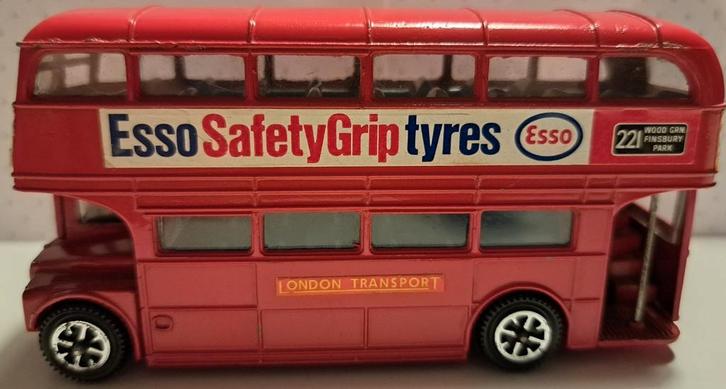 Esso SafetyGrip tyres
Esso
221
WOOD GRN.
FINSBURY
PARK
LONDON TRANSPORT